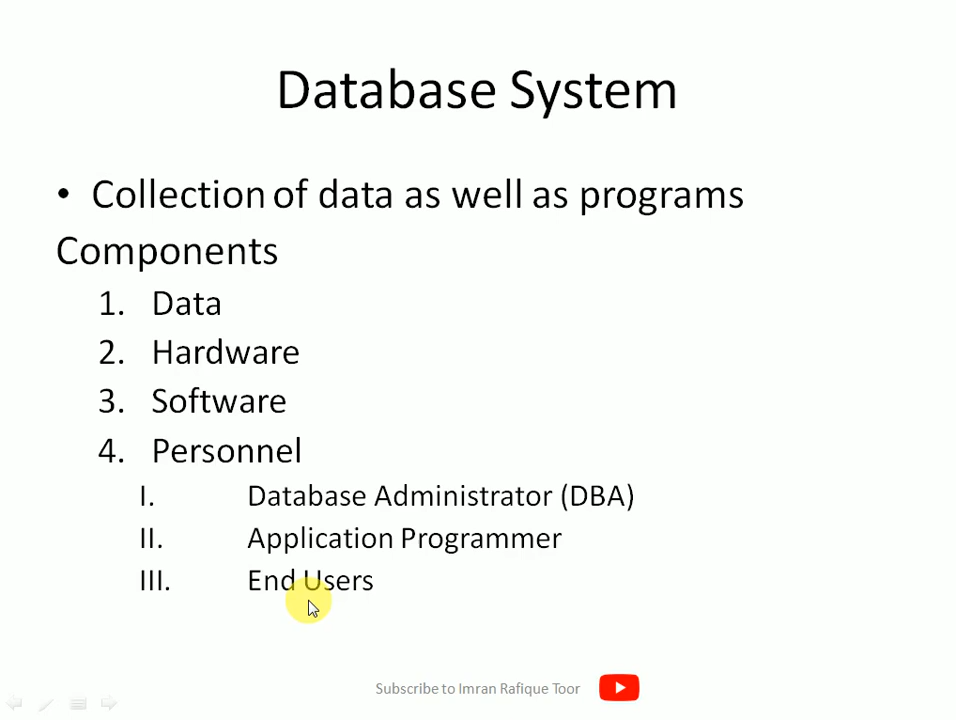 Database System
• Collection of data as well as programs
Components
1. Data
2. Hardware
3. Software
4. Personnel
I. Database Administrator (DBA)
II. Application Programmer
III. End Users
Subscribe to Imran Rafique Toor